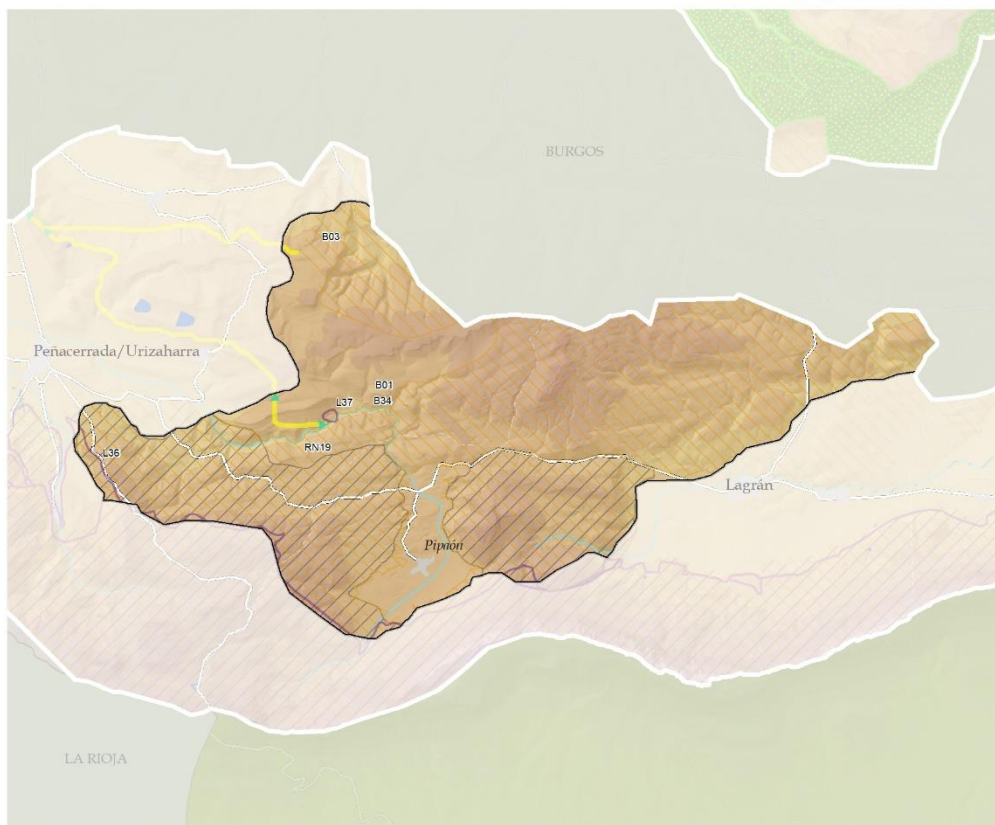 BURGOS
B03
Peñacerrada/Urizaharra
B01
L37
B34
RN19
L36
Lagrán
Pipaón
LA RIOJA